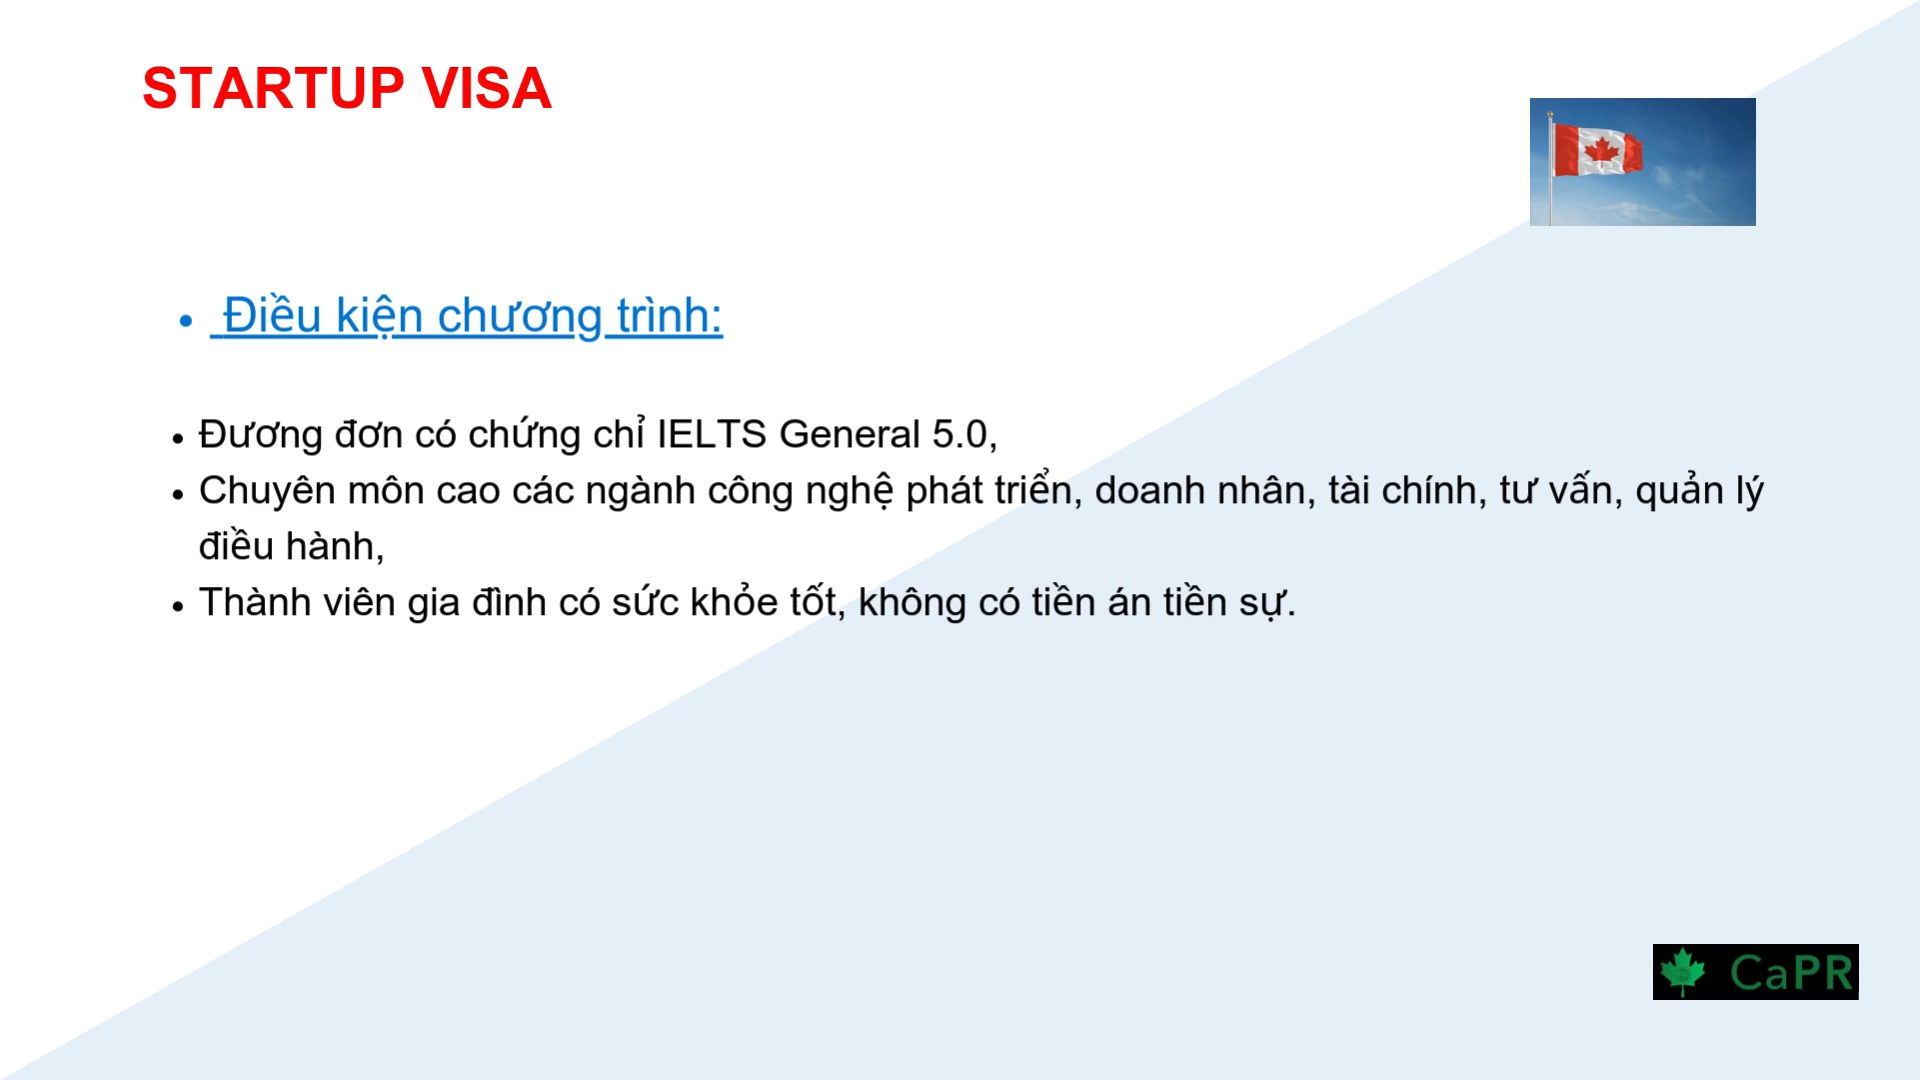 STARTUP VISA
• Điều kiện chương trình:
• Đương đơn có chứng chỉ IELTS General 5.0,
• Chuyên môn cao các ngành công nghệ phát triển, doanh nhân, tài chính, tư vấn, quản lý
điều hành,
• Thành viên gia đình có sức khỏe tốt, không có tiền án tiền sự.
CaPR